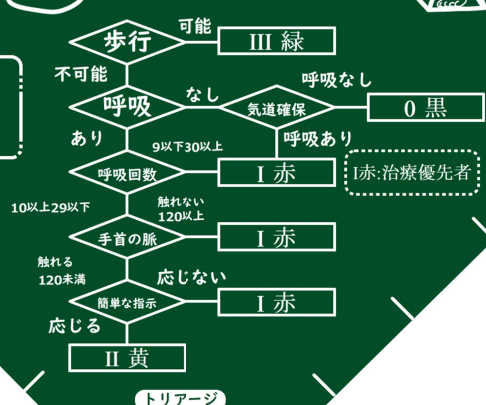 歩行
可能
III 緑
不可能
呼吸
なし
気道確保
呼吸なし
0 黒
あり
呼吸あり
9以下30以上
呼吸回数
I 赤
I赤:治療優先者
10以上29以下
触れない
120以上
手首の脈
I 赤
触れる
120未満
応じない
簡単な指示
I 赤
応じる
II 黄
トリアージ